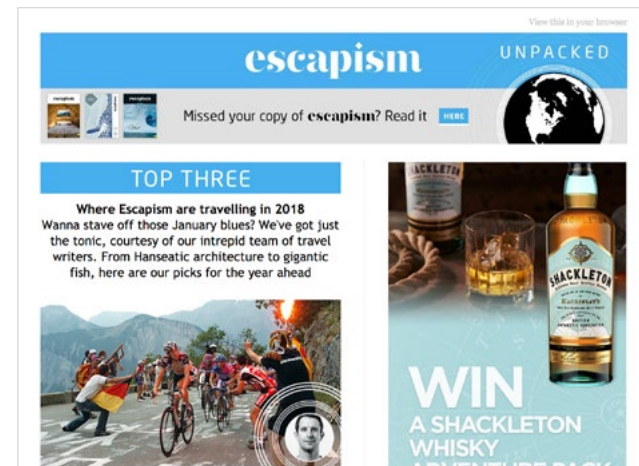 View this in your browser
escapism
UNPACKED
Missed your copy of escapism? Read it HERE
TOP THREE
Where Escapism are travelling in 2018
Wanna stave off those January blues? We've got just
the tonic, courtesy of our intrepid team of travel
writers. From Hanseatic architecture to gigantic
fish, here are our picks for the year ahead
SHACKLETON
SHACKLETON
MACKINLAY'S
WIN
A SHACKLETON
WHISKY
ADVENTURE PACK